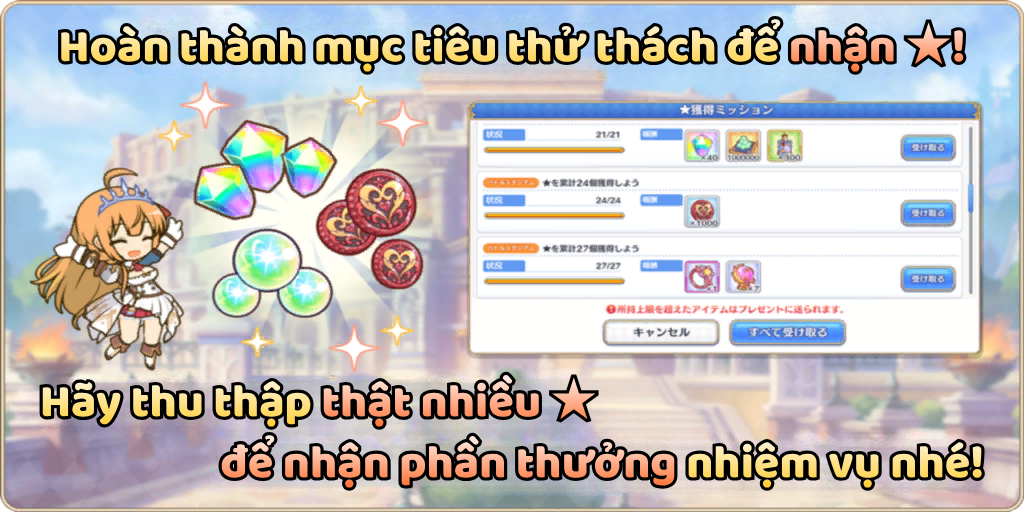 Hoàn thành mục tiêu thử thách để nhận ★!
★獲得ミッション
状況 21/21 報酬 ×40 1000000 ×300 受け取る
バトルスタジアム ★を累計24個獲得しよう
状況 24/24 報酬 ×1000 受け取る
バトルスタジアム ★を累計27個獲得しよう
状況 27/27 報酬 受け取る
所持上限を超えたアイテムはプレゼントに送られます。
キャンセル すべて受け取る
Hãy thu thập thật nhiều ★
để nhận phần thưởng nhiệm vụ nhé!